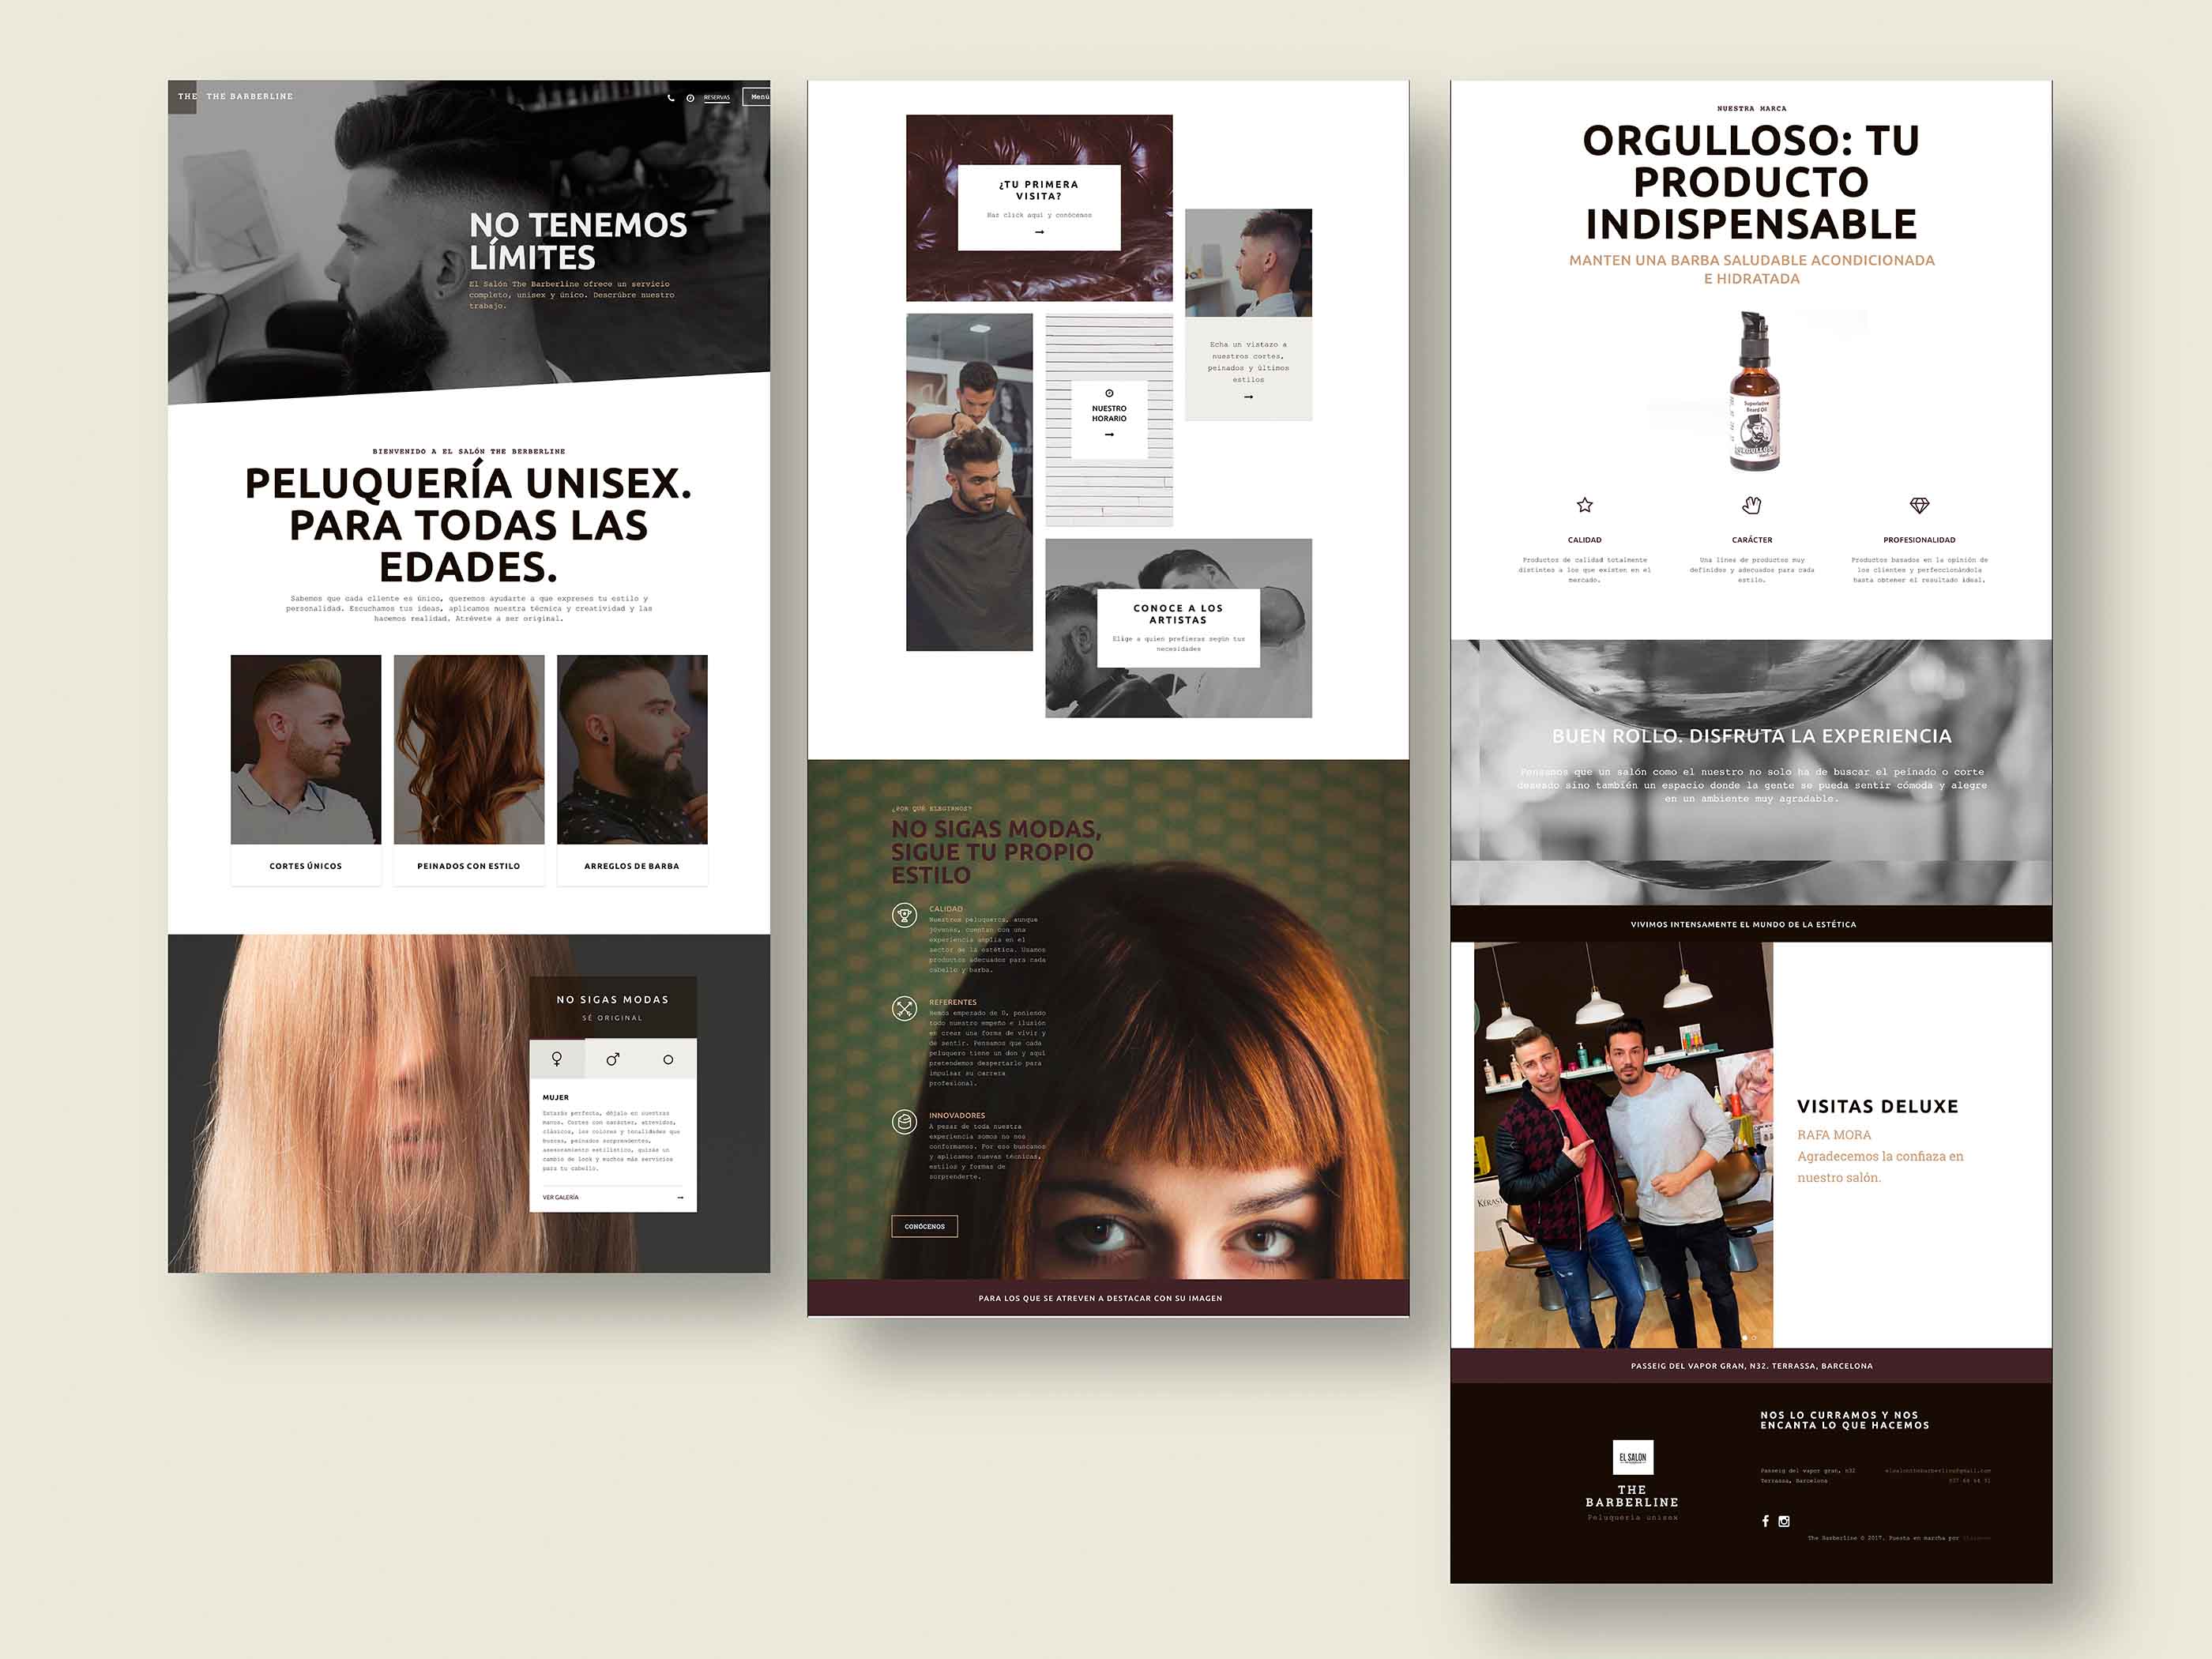 THE THE BARBERLINE
RESERVAS
Menú
NO TENEMOS
LÍMITES
El Salón The Barberline ofrece un servicio
completo, unisex y único. Descrúbre nuestro
trabajo.
BIENVENIDO A EL SALÓN THE BERBERLINE
PELUQUERÍA UNISEX.
PARA TODAS LAS
EDADES.
Sabemos que cada cliente es único, queremos ayudarte a que expreses tu estilo y
personalidad. Escuchamos tus ideas, aplicamos nuestra técnica y creatividad y las
hacemos realidad. Atrévete a ser original.
CORTES ÚNICOS
PEINADOS CON ESTILO
ARREGLOS DE BARBA
NO SIGAS MODAS
SÉ ORIGINAL
MUJER
Estarás perfecta, déjalo en nuestras
manos. Cortes con carácter, atrevidos,
clásicos, los colores y tonalidades que
buscas, peinados sorprendentes,
asesoramiento estilístico, quizás un
cambio de look y muchos más servicios
para tu cabello.
VER GALERÍA
¿TU PRIMERA
VISITA?
Haz click aquí y conócenos
Echa un vistazo a
nuestros cortes,
peinados y últimos
estilos
NUESTRO
HORARIO
CONOCE A LOS
ARTISTAS
Elige a quien prefieras según tus
necesidades
¿POR QUÉ ELEGIRNOS?
NO SIGAS MODAS,
SIGUE TU PROPIO
ESTILO
CALIDAD
Nuestros peluqueros, aunque
jóvenes, cuentan con una
experiencia amplia en el
sector de la estética. Usamos
productos adecuados para cada
cabello y barba.
REFERENTES
Hemos empezado de 0, poniendo
todo nuestro empeño e ilusión
en crear una forma de vivir y
de sentir. Pensamos que cada
peluquero tiene un don y aquí
pretendemos despertarlo para
impulsar su carrera
profesional.
INNOVADORES
A pesar de toda nuestra
experiencia somos no nos
conformamos. Por eso buscamos
y aplicamos nuevas técnicas,
estilos y formas de
sorprenderte.
CONÓCENOS
PARA LOS QUE SE ATREVEN A DESTACAR CON SU IMAGEN
NUESTRA MARCA
ORGULLOSO: TU
PRODUCTO
INDISPENSABLE
MANTEN UNA BARBA SALUDABLE ACONDICIONADA
E HIDRATADA
Superlative
Beard Oil
ORGULLOSO
CALIDAD
Productos de calidad totalmente
distintos a los que existen en el
mercado.
CARÁCTER
Una línea de productos muy
definidos y adecuados para cada
estilo.
PROFESIONALIDAD
Productos basados en la opinión de
los clientes y perfeccionándola
hasta obtener el resultado ideal.
BUEN ROLLO. DISFRUTA LA EXPERIENCIA
Pensamos que un salón como el nuestro no solo ha de buscar el peinado o corte
deseado sino también un espacio donde la gente se pueda sentir cómoda y alegre
en un ambiente muy agradable.
VIVIMOS INTENSAMENTE EL MUNDO DE LA ESTÉTICA
KÉRAST
VISITAS DELUXE
RAFA MORA
Agradecemos la confiaza en
nuestro salón.
PASSEIG DEL VAPOR GRAN, N32. TERRASSA, BARCELONA
NOS LO CURRAMOS Y NOS
ENCANTA LO QUE HACEMOS
EL SALON
THE
BARBERLINE
Peluquería unisex
Passeig del vapor gran, n32
Terrassa, Barcelona
elsalonthebarberline@gmail.com
The Barberline © 2017. Puesta en marcha por